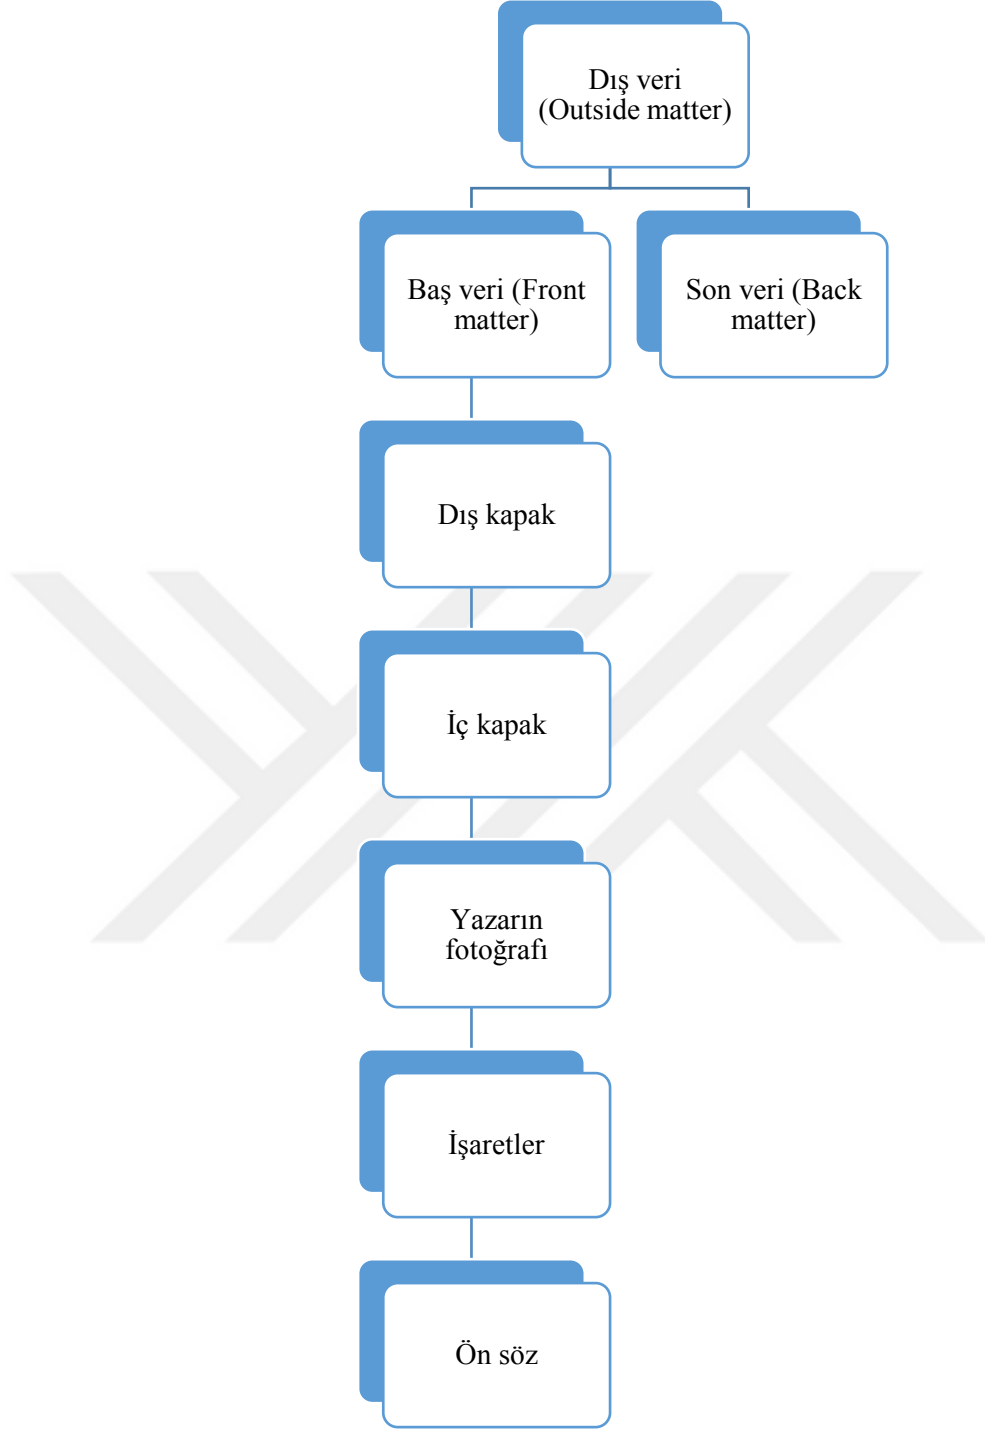 Dış veri
(Outside matter)
Baş veri (Front
matter)
Son veri (Back
matter)
Dış kapak
İç kapak
Yazarın
fotoğrafı
İşaretler
Ön söz